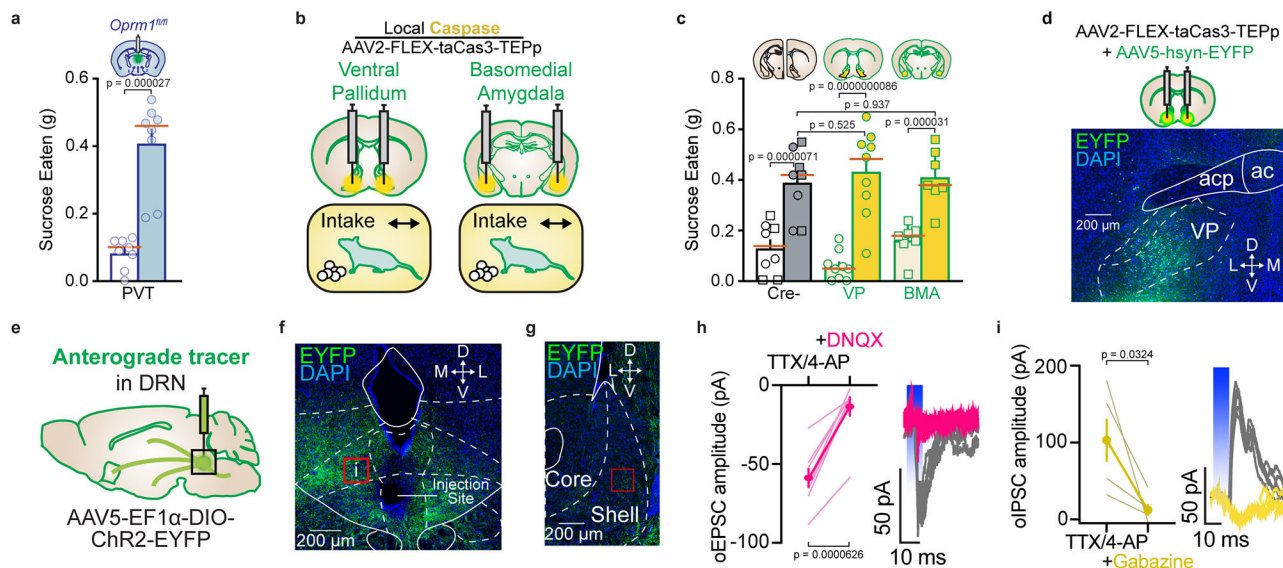 a
Oprm1fl/fl
p = 0.000027
Sucrose Eaten (g)
0.6
0.4
0.2
0.0
PVT
b
Local Caspase
AAV2-FLEX-taCas3-TEPp
Ventral
Pallidum
Basomedial
Amygdala
Intake
Intake
c
p = 0.0000000086
p = 0.937
p = 0.525
p = 0.000031
p = 0.0000071
Sucrose Eaten (g)
0.8
0.6
0.4
0.2
0.0
Cre-
VP
BMA
d
AAV2-FLEX-taCas3-TEPp
+ AAV5-hsyn-EYFP
EYFP
DAPI
acp
ac
200 µm
VP
D
L
M
V
e
Anterograde tracer
in DRN
AAV5-EF1α-DIO-
ChR2-EYFP
f
EYFP
DAPI
D
M
L
V
i
Injection
Site
200 µm
g
EYFP
DAPI
D
L
M
V
Core
Shell
200 µm
h
+DNQX
TTX/4-AP
oEPSC amplitude (pA)
0
-50
-100
p = 0.0000626
50 pA
10 ms
i
oIPSC amplitude (pA)
200
100
0
p = 0.0324
TTX/4-AP
+Gabazine
50 pA
10 ms